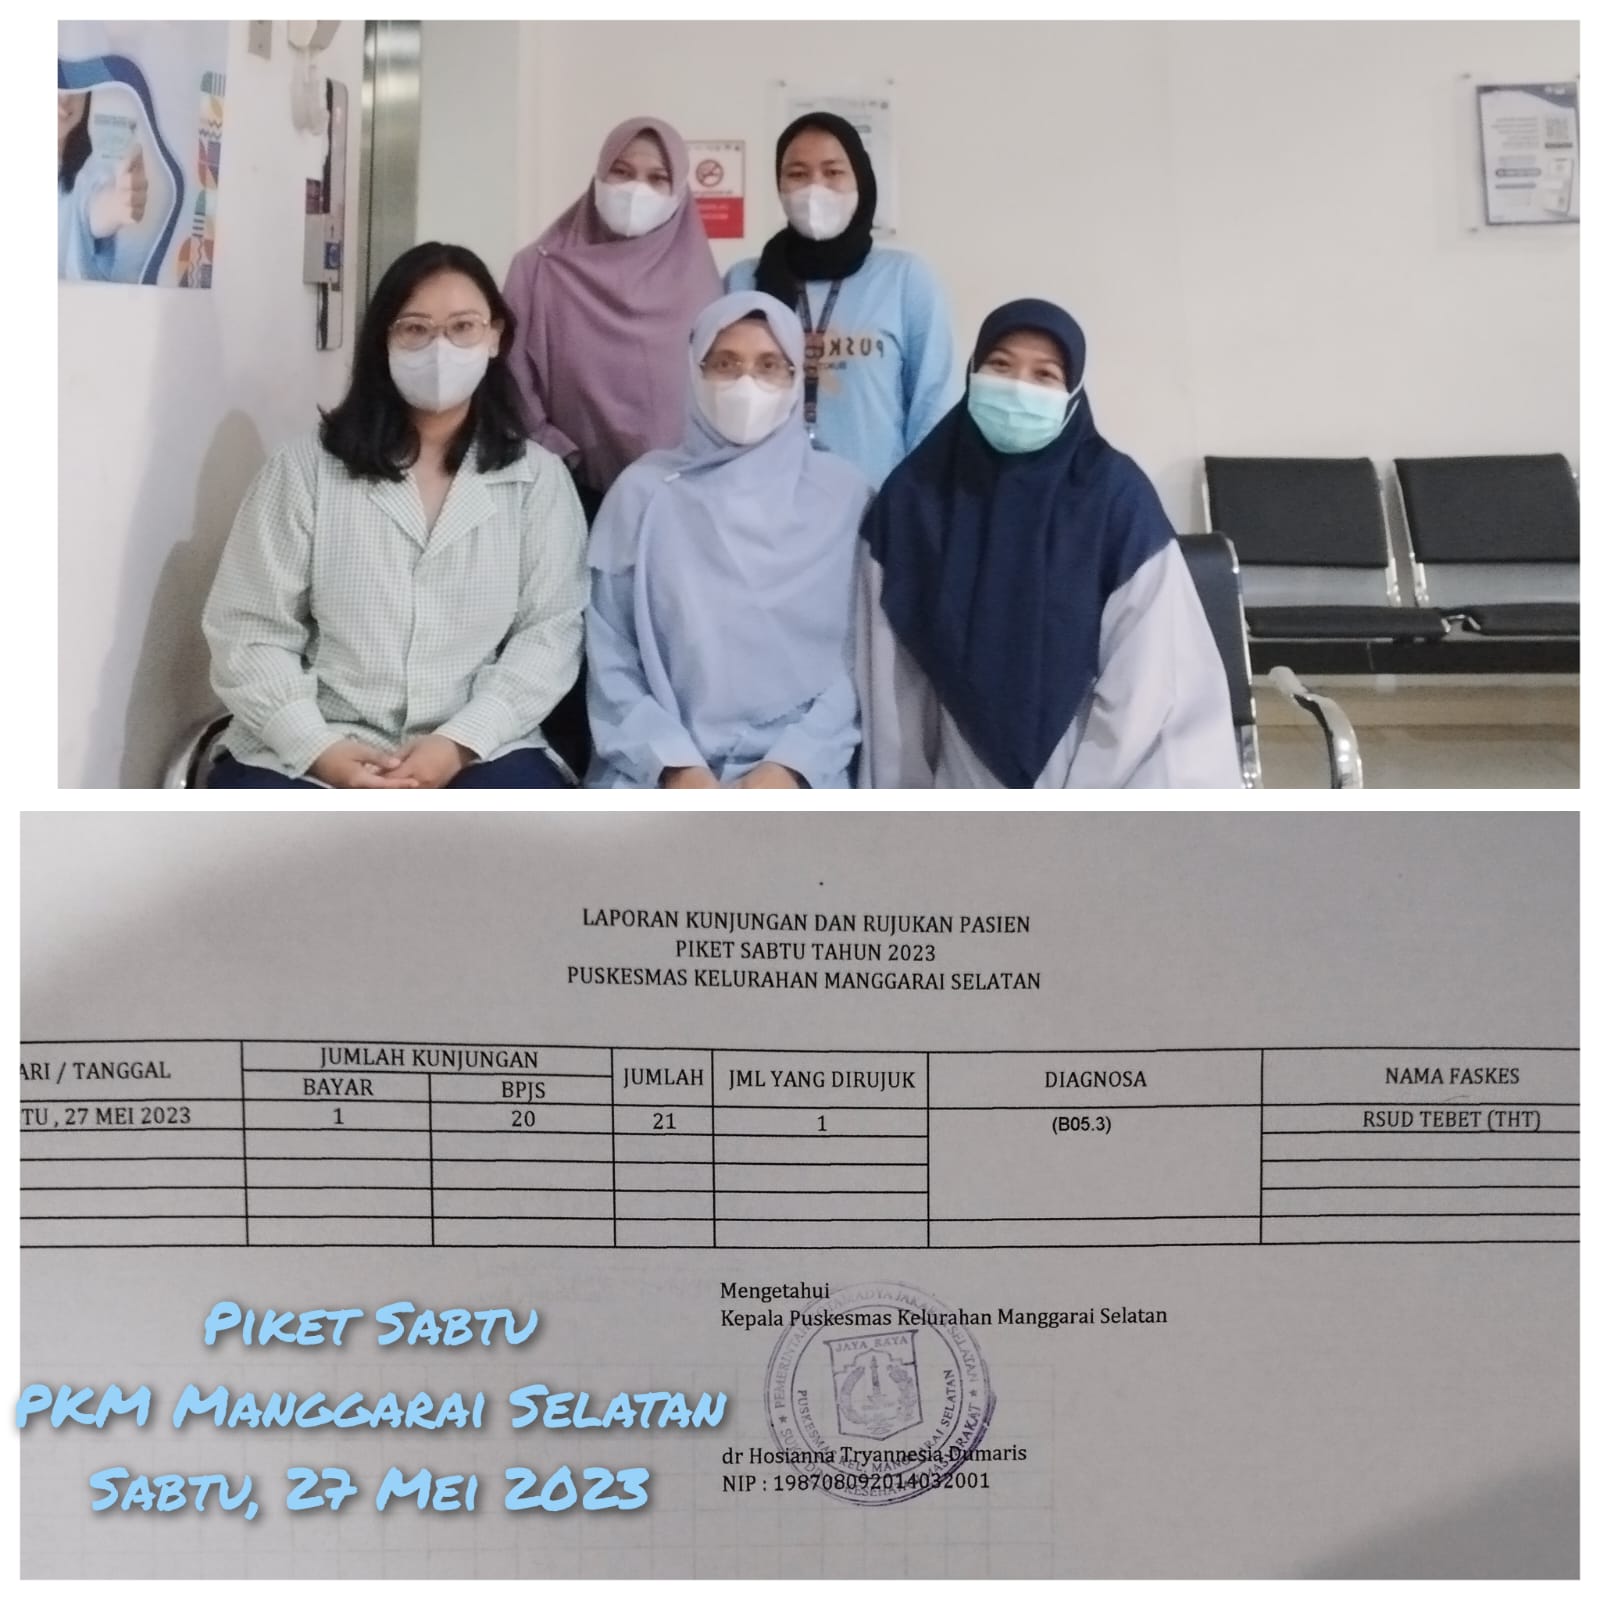 LAPORAN KUNJUNGAN DAN RUJUKAN PASIEN
PIKET SABTU TAHUN 2023
PUSKESMAS KELURAHAN MANGGARAI SELATAN
ARI / TANGGAL JUMLAH KUNJUNGAN JUMLAH JML YANG DIRUJUK DIAGNOSA NAMA FASKES
BAYAR BPJS
TU , 27 MEI 2023 1 20 21 1 (B05.3) RSUD TEBET (THT)
Mengetahui
Kepala Puskesmas Kelurahan Manggarai Selatan
JAYA RAYA
dr Hosianna Tryannesia Dumaris
NIP : 198708092014032001
PIKET SABTU
PKM MANGGARAI SELATAN
SABTU, 27 MEI 2023